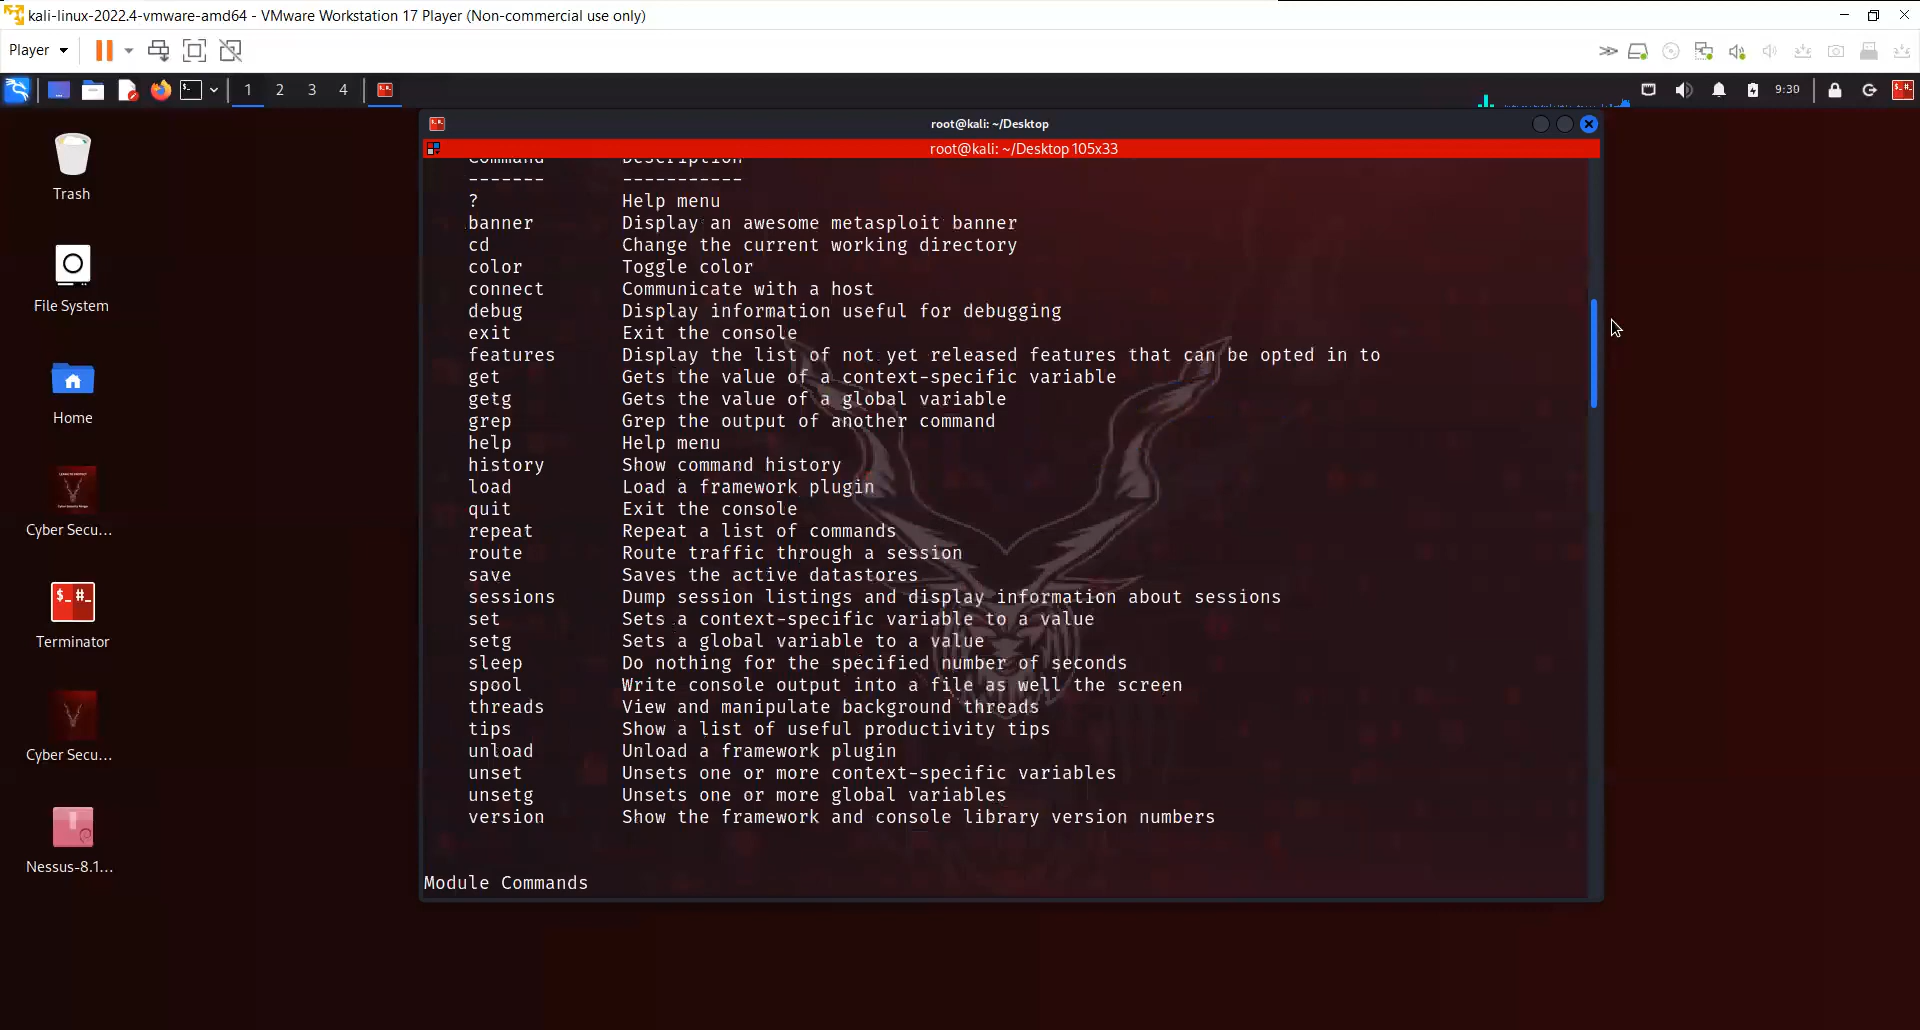 kali-linux-2022.4-vmware-amd64 - VMware Workstation 17 Player (Non-commercial use only)
Player
1 2 3 4
9:30
root@kali: ~/Desktop
root@kali: ~/Desktop 105x33
Trash
File System
Home
Cyber Secu...
Terminator
Cyber Secu...
Nessus-8.1...
Command Description
------- -----------
? Help menu
banner Display an awesome metasploit banner
cd Change the current working directory
color Toggle color
connect Communicate with a host
debug Display information useful for debugging
exit Exit the console
features Display the list of not yet released features that can be opted in to
get Gets the value of a context-specific variable
getg Gets the value of a global variable
grep Grep the output of another command
help Help menu
history Show command history
load Load a framework plugin
quit Exit the console
repeat Repeat a list of commands
route Route traffic through a session
save Saves the active datastores
sessions Dump session listings and display information about sessions
set Sets a context-specific variable to a value
setg Sets a global variable to a value
sleep Do nothing for the specified number of seconds
spool Write console output into a file as well the screen
threads View and manipulate background threads
tips Show a list of useful productivity tips
unload Unload a framework plugin
unset Unsets one or more context-specific variables
unsetg Unsets one or more global variables
version Show the framework and console library version numbers
Module Commands